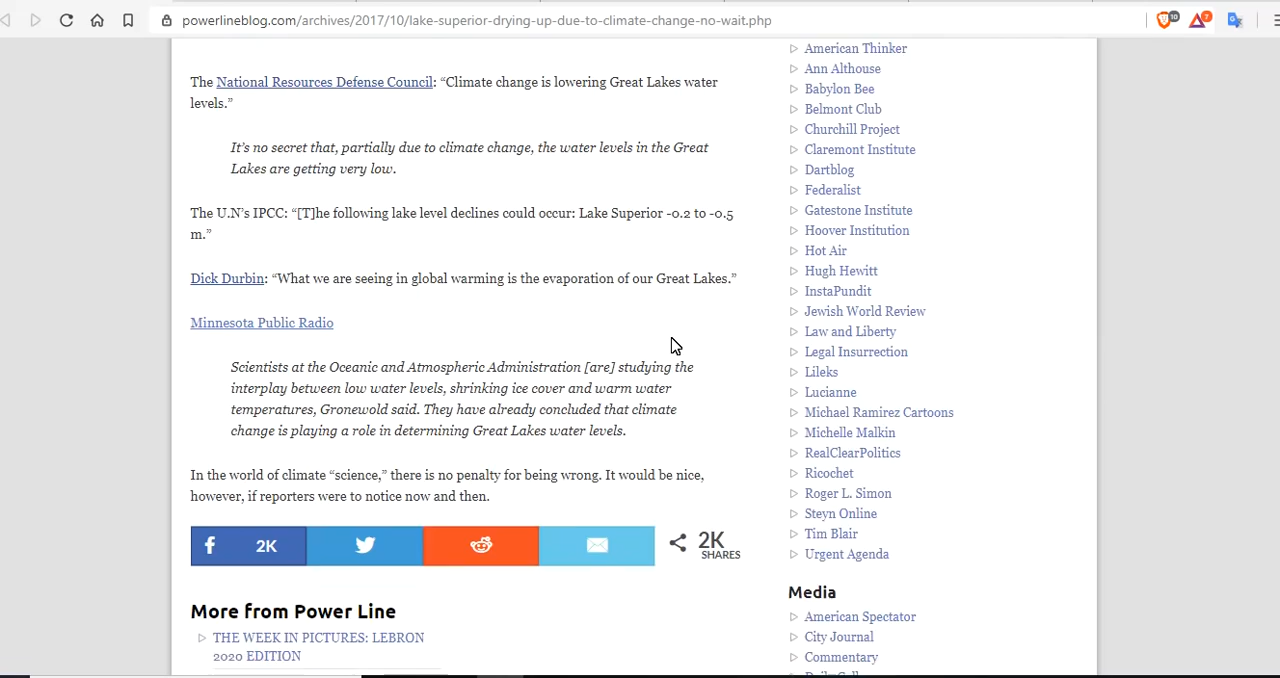 powerlineblog.com/archives/2017/10/lake-superior-drying-up-due-to-climate-change-no-wait.php
10
7
The National Resources Defense Council: “Climate change is lowering Great Lakes water
levels.”
It’s no secret that, partially due to climate change, the water levels in the Great
Lakes are getting very low.
The U.N’s IPCC: “[T]he following lake level declines could occur: Lake Superior -0.2 to -0.5
m.”
Dick Durbin: “What we are seeing in global warming is the evaporation of our Great Lakes.”
Minnesota Public Radio
Scientists at the Oceanic and Atmospheric Administration [are] studying the
interplay between low water levels, shrinking ice cover and warm water
temperatures, Gronewold said. They have already concluded that climate
change is playing a role in determining Great Lakes water levels.
In the world of climate “science,” there is no penalty for being wrong. It would be nice,
however, if reporters were to notice now and then.
2K
2K
SHARES
More from Power Line
THE WEEK IN PICTURES: LEBRON
2020 EDITION
American Thinker
Ann Althouse
Babylon Bee
Belmont Club
Churchill Project
Claremont Institute
Dartblog
Federalist
Gatestone Institute
Hoover Institution
Hot Air
Hugh Hewitt
InstaPundit
Jewish World Review
Law and Liberty
Legal Insurrection
Lileks
Lucianne
Michael Ramirez Cartoons
Michelle Malkin
RealClearPolitics
Ricochet
Roger L. Simon
Steyn Online
Tim Blair
Urgent Agenda
Media
American Spectator
City Journal
Commentary